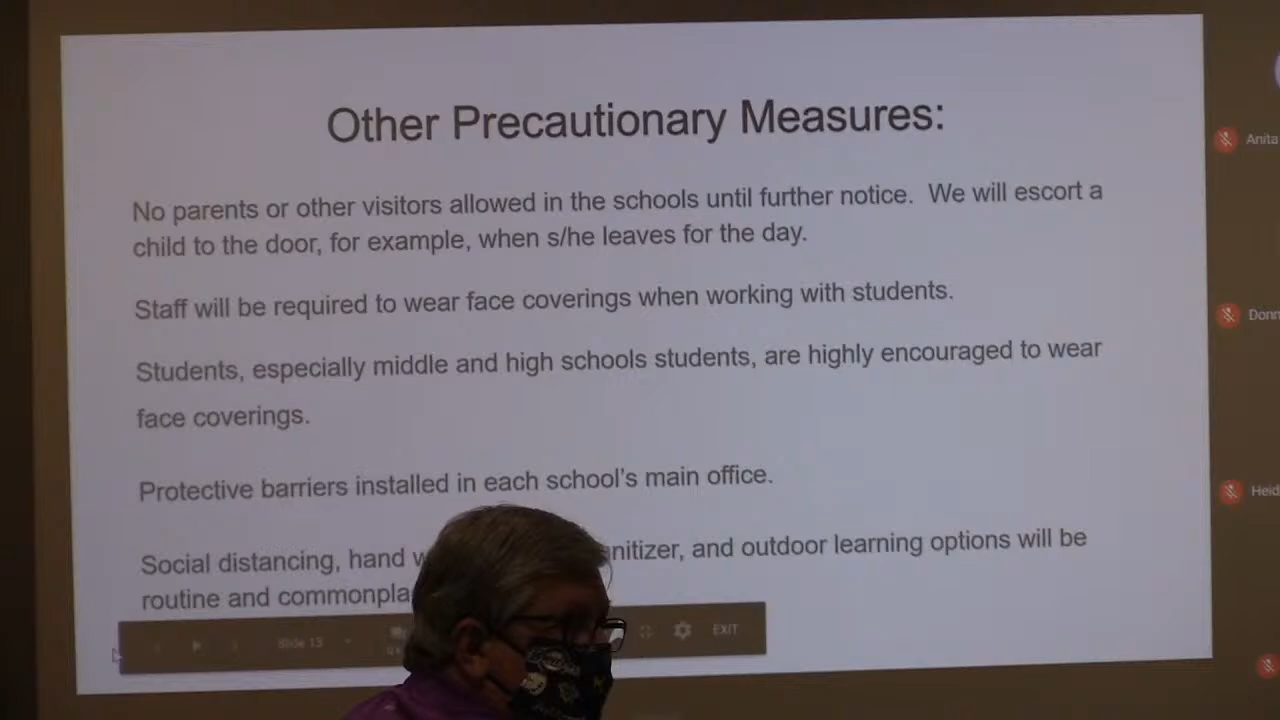 Other Precautionary Measures:
No parents or other visitors allowed in the schools until further notice. We will escort a
child to the door, for example, when s/he leaves for the day.
Staff will be required to wear face coverings when working with students.
Students, especially middle and high schools students, are highly encouraged to wear
face coverings.
Protective barriers installed in each school's main office.
Social distancing, hand w nitizer, and outdoor learning options will be
routine and commonpla
Slide 13 EXIT
Anita
Donn
Heid